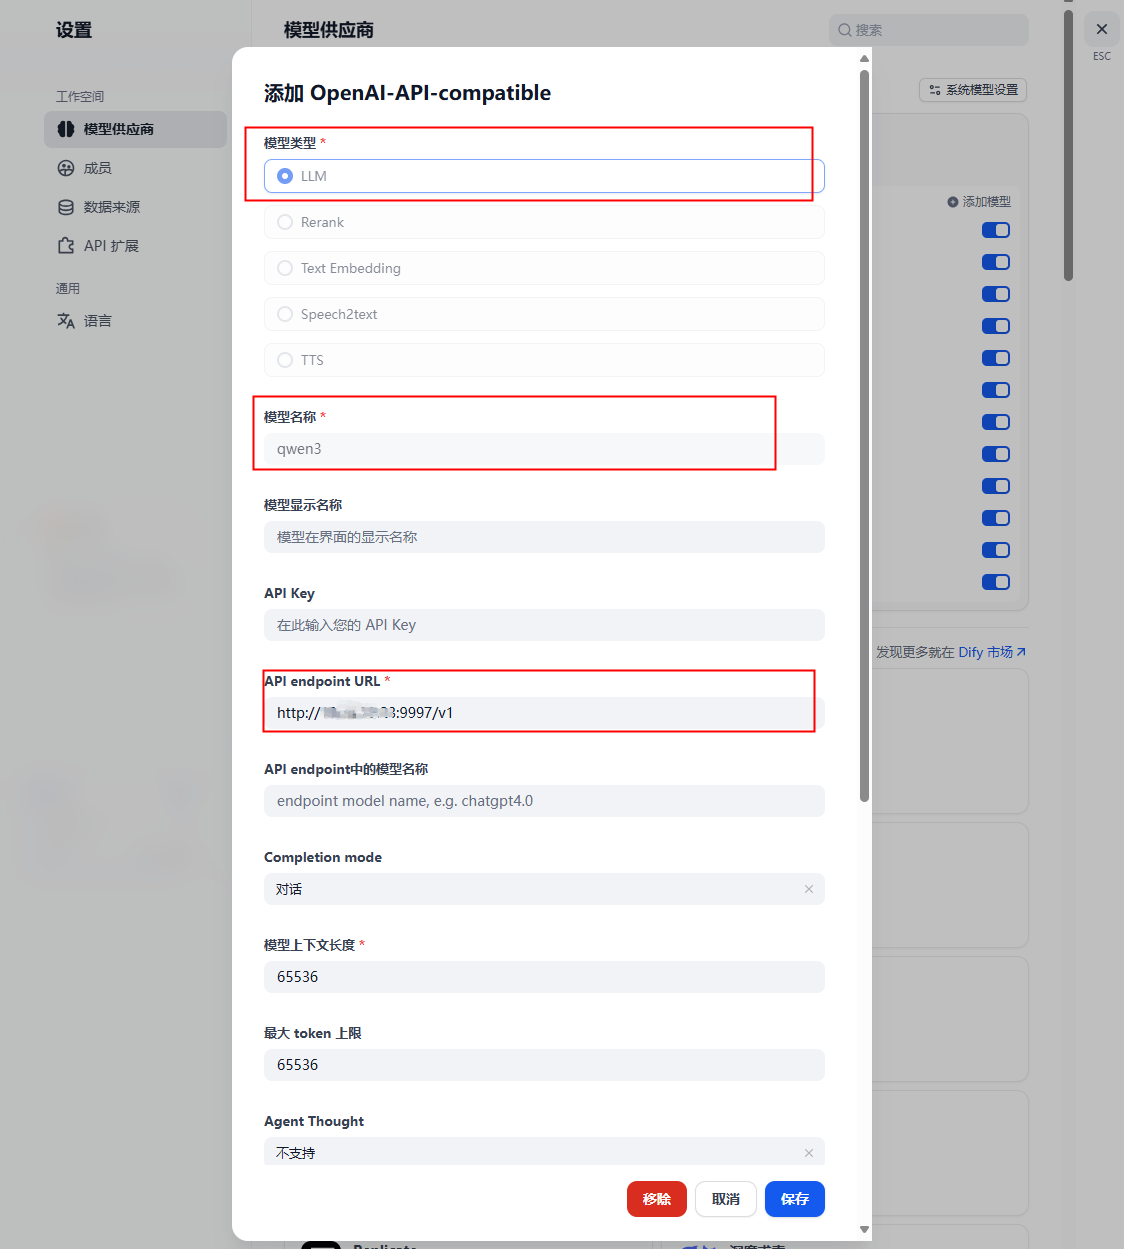 设置
模型供应商
搜索
ESC
工作空间
系统模型设置
模型供应商
成员
数据来源
API 扩展
通用
语言
添加模型
发现更多就在 Dify 市场
添加 OpenAI-API-compatible
模型类型 *
LLM
Rerank
Text Embedding
Speech2text
TTS
模型名称 *
qwen3
模型显示名称
模型在界面的显示名称
API Key
在此输入您的 API Key
API endpoint URL *
http:// :9997/v1
API endpoint中的模型名称
endpoint model name, e.g. chatgpt4.0
Completion mode
对话
模型上下文长度 *
65536
最大 token 上限
65536
Agent Thought
不支持
移除 取消 保存
Replicate
深度求索